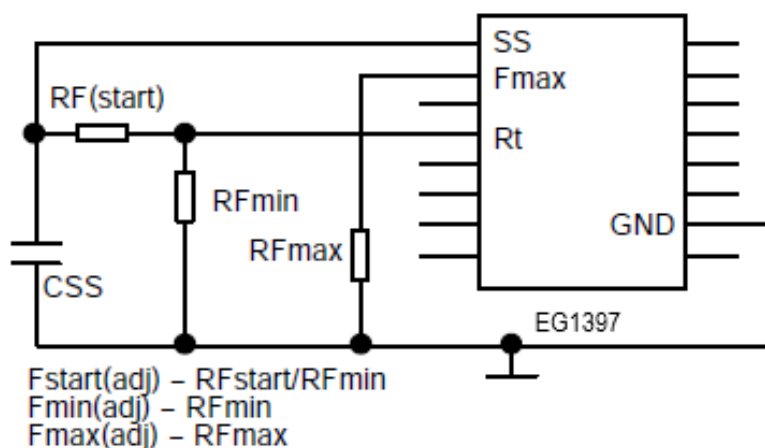 SS
Fmax
RF(start)
Rt
RFmin
GND
RFmax
CSS
EG1397
Fstart(adj) – RFstart/RFmin
Fmin(adj) – RFmin
Fmax(adj) – RFmax